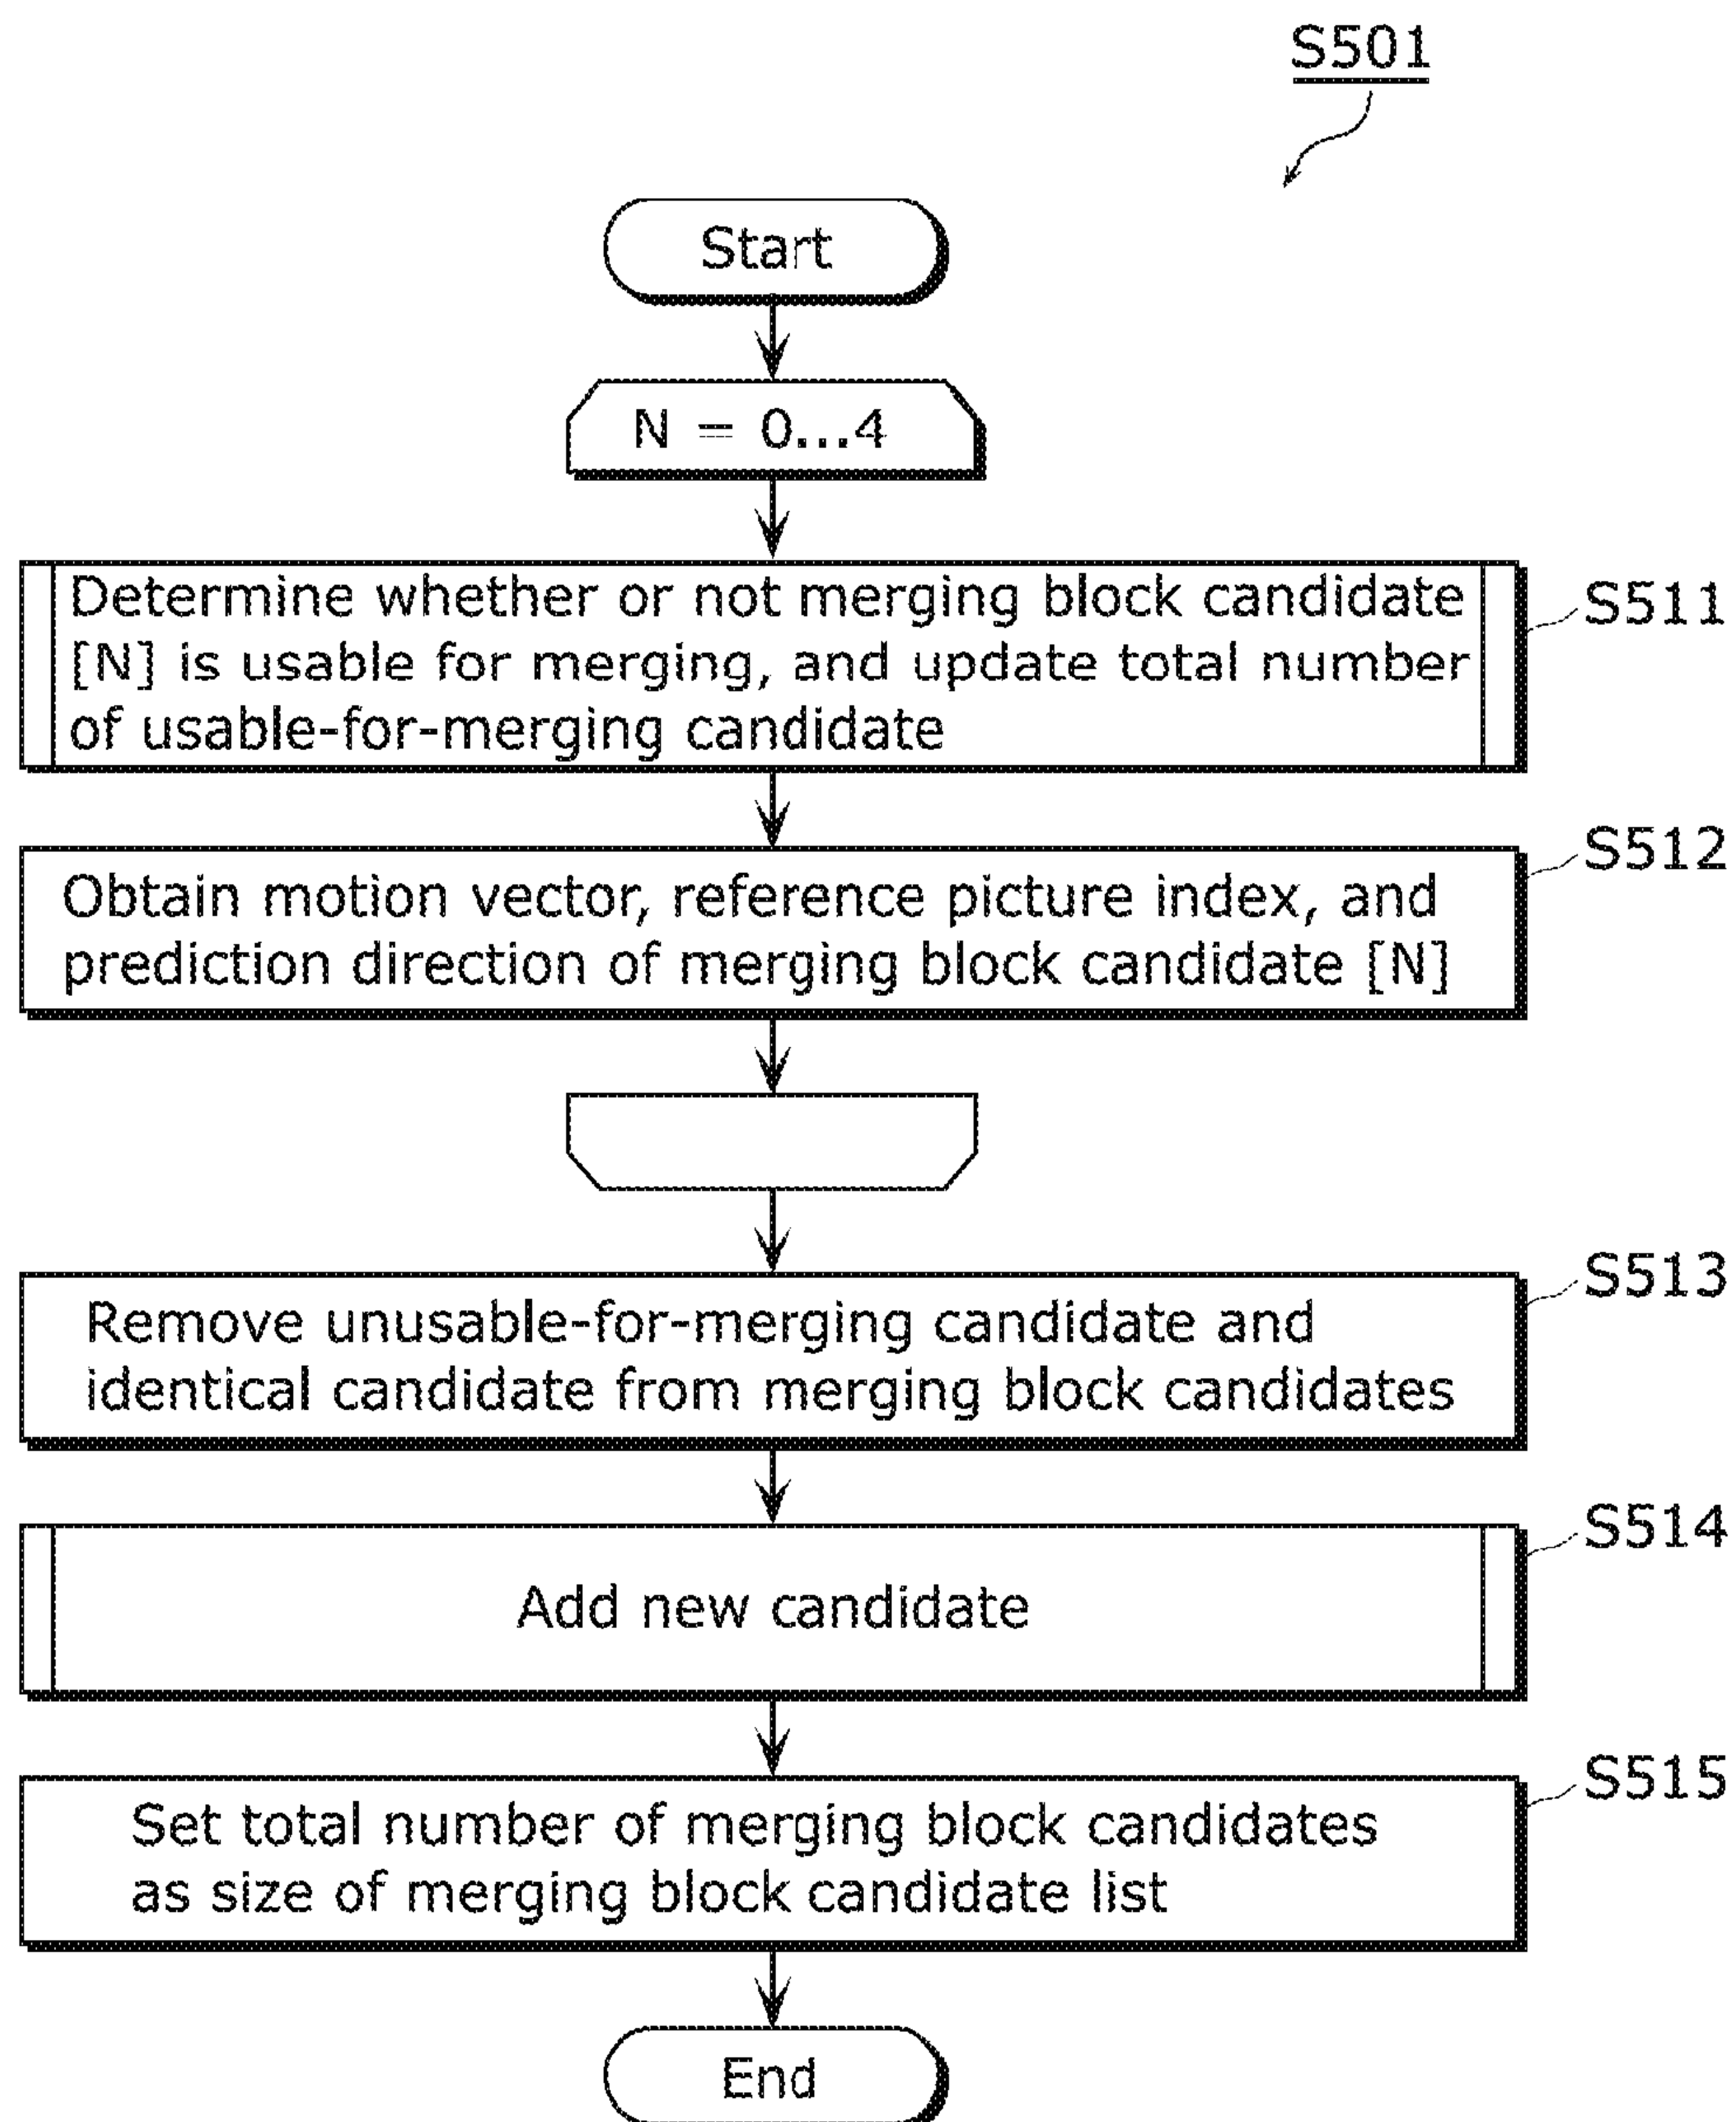 S501
Start
N = 0...4
Determine whether or not merging block candidate
[N] is usable for merging, and update total number
of usable-for-merging candidate
S511
Obtain motion vector, reference picture index, and
prediction direction of merging block candidate [N]
S512
Remove unusable-for-merging candidate and
identical candidate from merging block candidates
S513
Add new candidate
S514
Set total number of merging block candidates
as size of merging block candidate list
S515
End